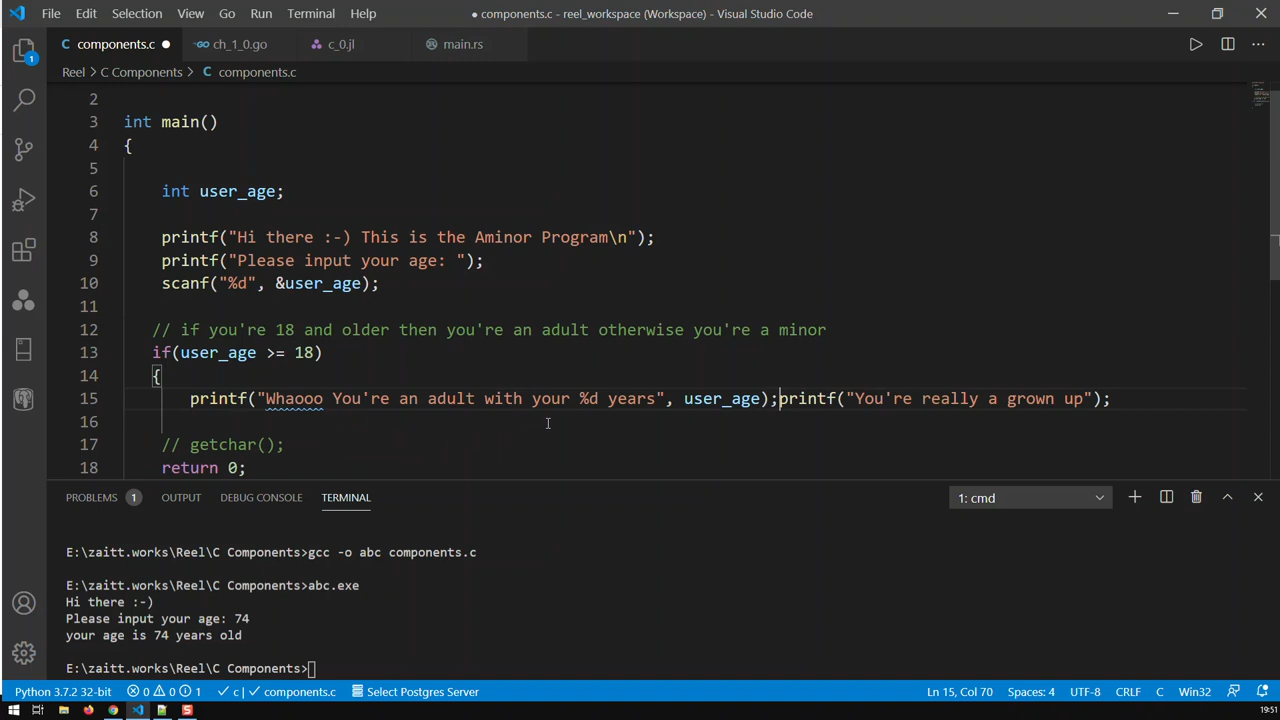 File Edit Selection View Go Run Terminal Help
● components.c - reel_workspace (Workspace) - Visual Studio Code
components.c ● ch_1_0.go c_0.jl main.rs
Reel > C Components > C components.c
2
3 int main()
4 {
5
6 int user_age;
7
8 printf("Hi there :-) This is the Aminor Program\n");
9 printf("Please input your age: ");
10 scanf("%d", &user_age);
11
12 // if you're 18 and older then you're an adult otherwise you're a minor
13 if(user_age >= 18)
14 {
15 printf("Whaooo You're an adult with your %d years", user_age);printf("You're really a grown up");
16
17 // getchar();
18 return 0;
PROBLEMS 1 OUTPUT DEBUG CONSOLE TERMINAL 1: cmd
E:\zaitt.works\Reel\C Components>gcc -o abc components.c
E:\zaitt.works\Reel\C Components>abc.exe
Hi there :-)
Please input your age: 74
your age is 74 years old
E:\zaitt.works\Reel\C Components>
Python 3.7.2 32-bit 0 0 1 c | components.c Select Postgres Server Ln 15, Col 70 Spaces: 4 UTF-8 CRLF C Win32
19:51